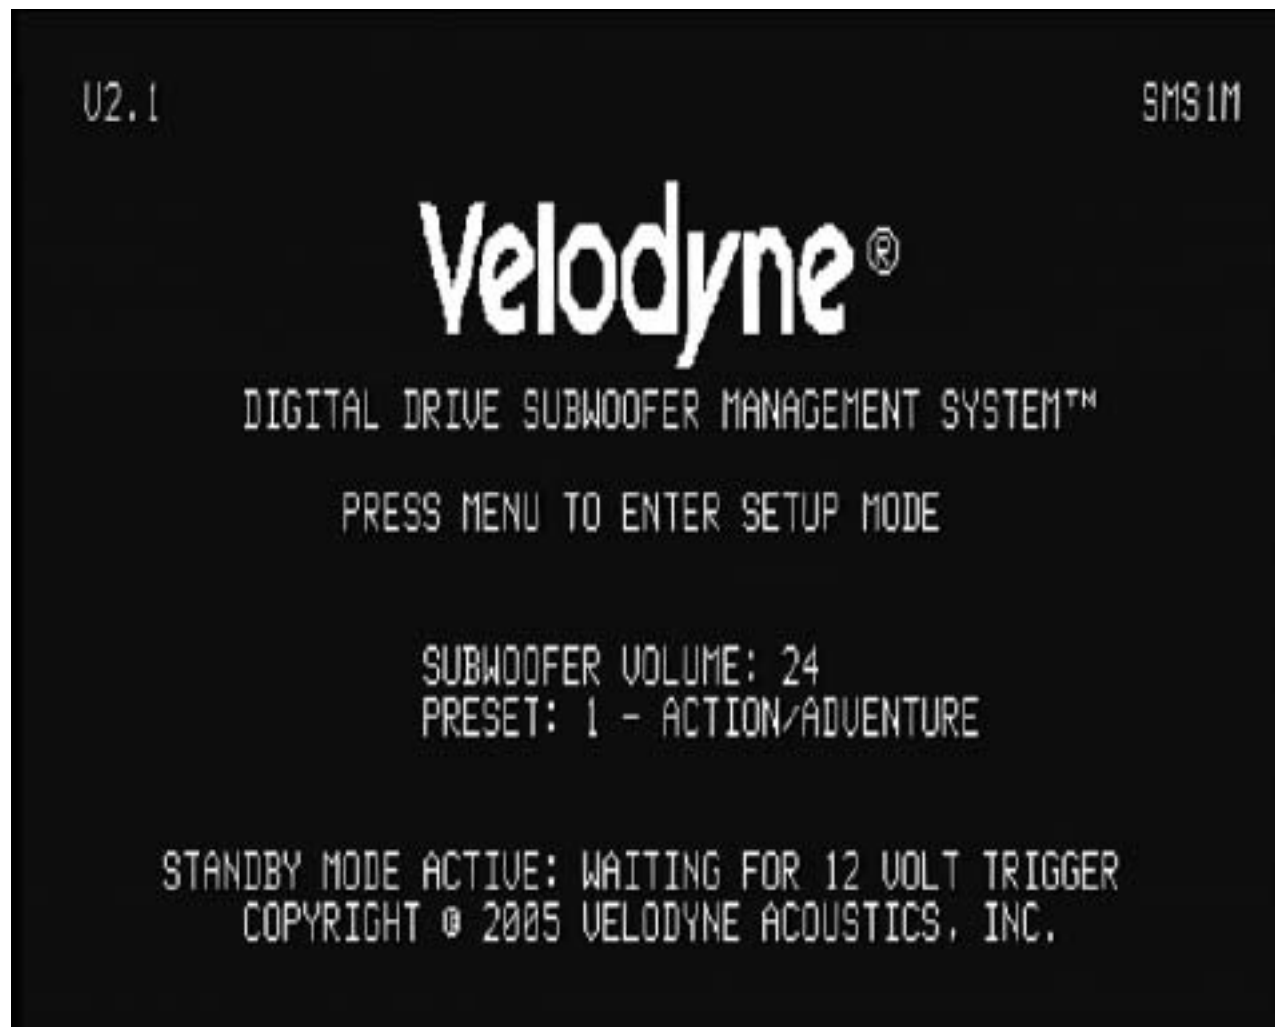 V2.1 SMS1M
Velodyne®
DIGITAL DRIVE SUBWOOFER MANAGEMENT SYSTEM™
PRESS MENU TO ENTER SETUP MODE
SUBWOOFER VOLUME: 24
PRESET: 1 - ACTION/ADVENTURE
STANDBY MODE ACTIVE: WAITING FOR 12 VOLT TRIGGER
COPYRIGHT © 2005 VELODYNE ACOUSTICS, INC.